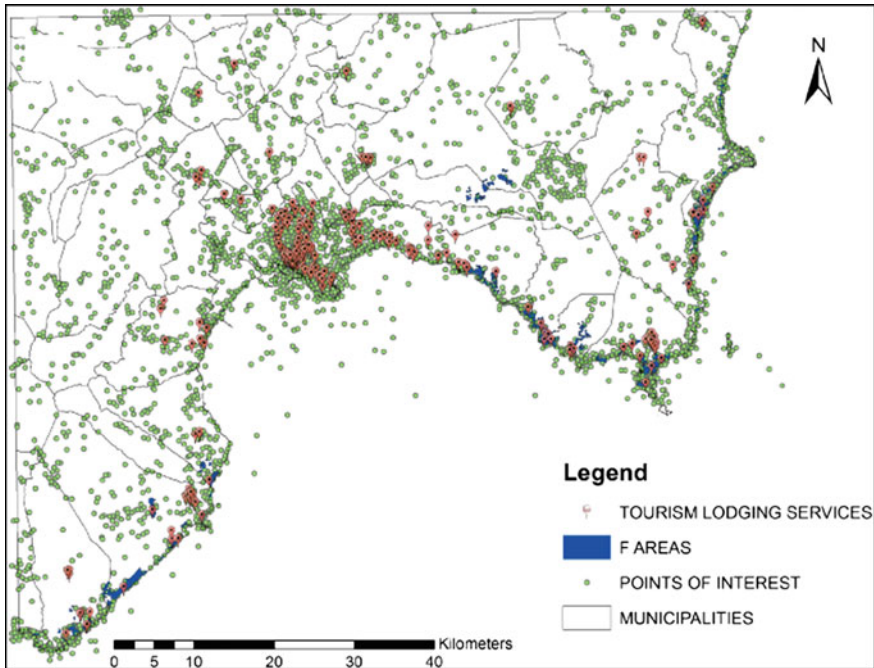 N
Legend
TOURISM LODGING SERVICES
F AREAS
POINTS OF INTEREST
MUNICIPALITIES
Kilometers
0 5 10 20 30 40